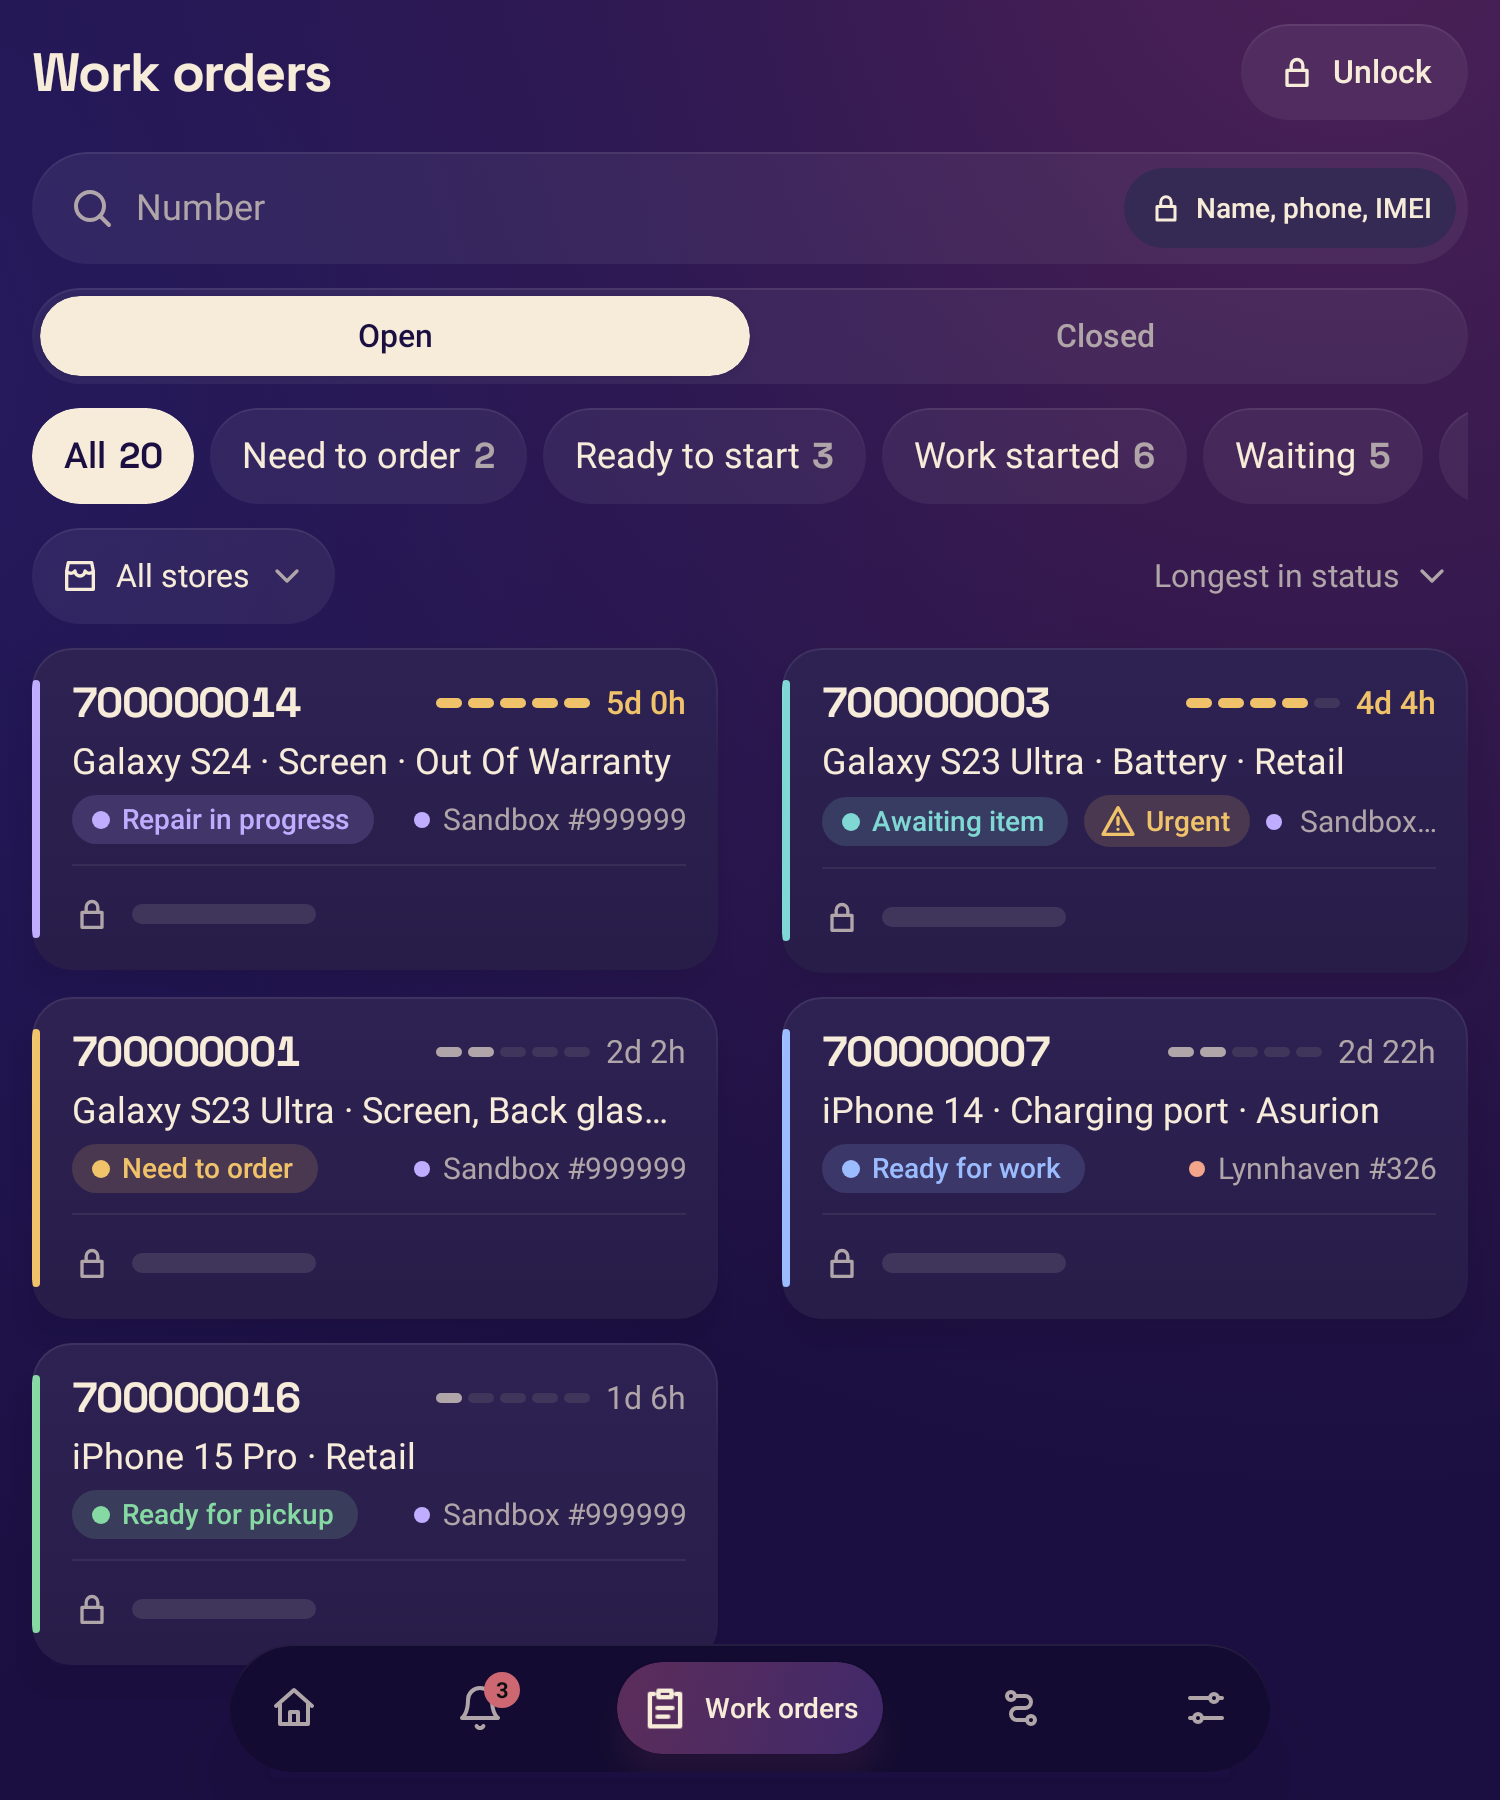 Work orders
Unlock
Number
Name, phone, IMEI
Open
Closed
All 20
Need to order 2
Ready to start 3
Work started 6
Waiting 5
All stores
Longest in status
700000014
5d 0h
Galaxy S24 · Screen · Out Of Warranty
Repair in progress
Sandbox #999999
700000003
4d 4h
Galaxy S23 Ultra · Battery · Retail
Awaiting item
Urgent
Sandbox…
700000001
2d 2h
Galaxy S23 Ultra · Screen, Back glas…
Need to order
Sandbox #999999
700000007
2d 22h
iPhone 14 · Charging port · Asurion
Ready for work
Lynnhaven #326
700000016
1d 6h
iPhone 15 Pro · Retail
Ready for pickup
Sandbox #999999
3
Work orders